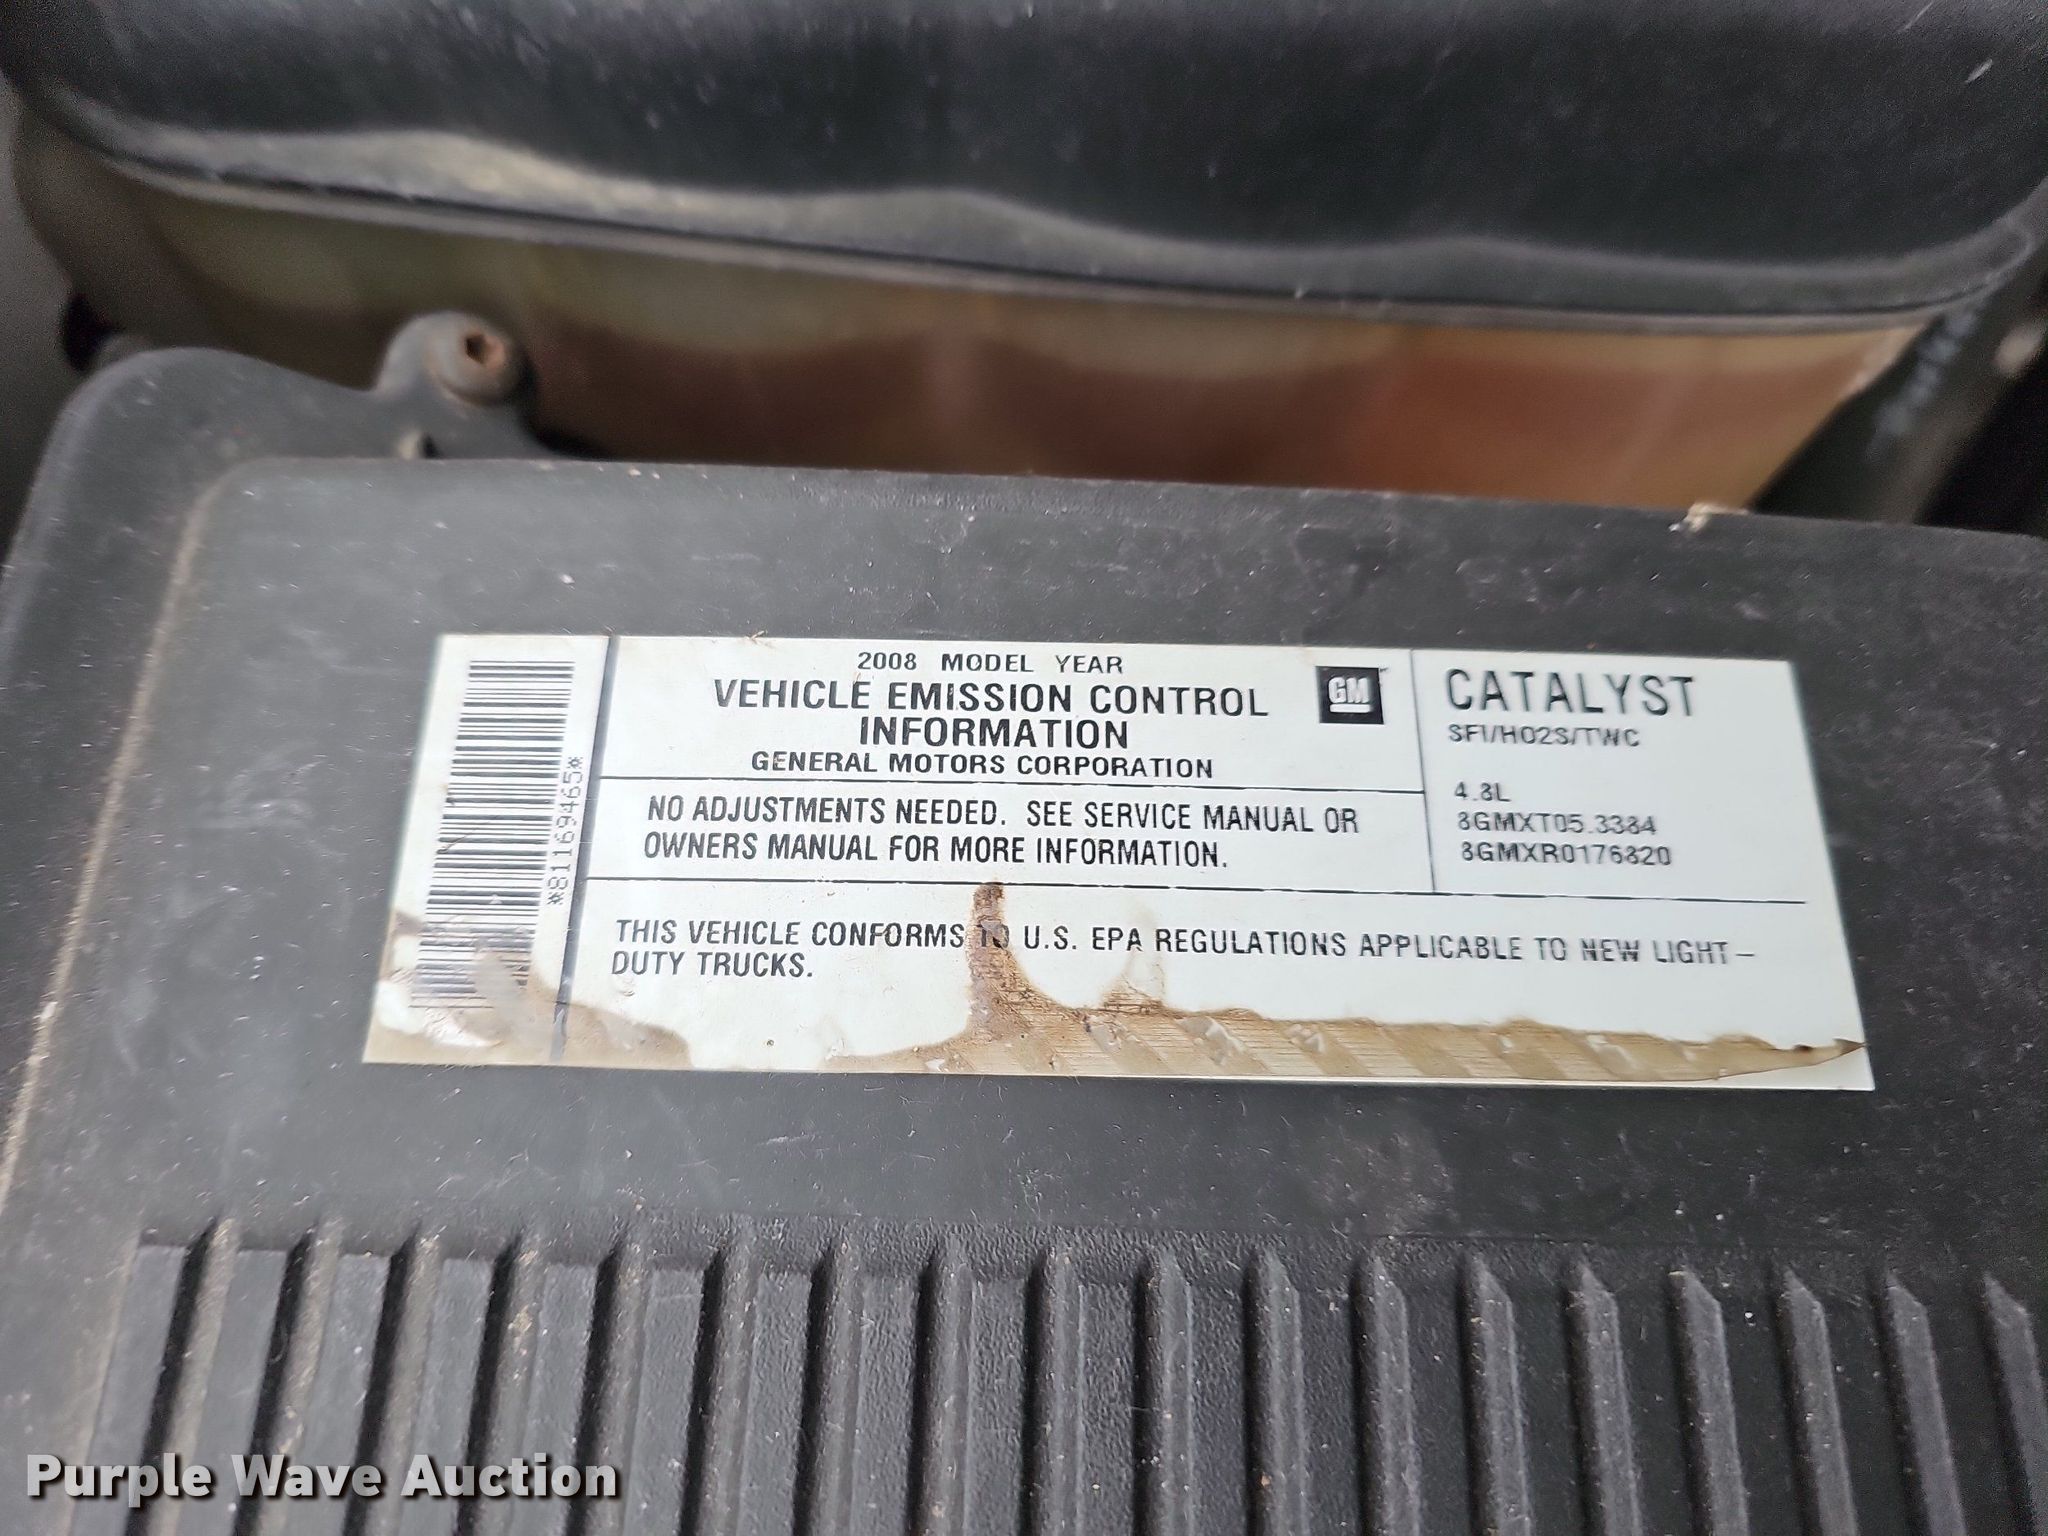 *811694465*
2008 MODEL YEAR
VEHICLE EMISSION CONTROL
INFORMATION
GENERAL MOTORS CORPORATION
GM
NO ADJUSTMENTS NEEDED. SEE SERVICE MANUAL OR
OWNERS MANUAL FOR MORE INFORMATION.
CATALYST
SFI/HO2S/TWC
4.8L
8GMXT05.3384
8GMXR0176820
THIS VEHICLE CONFORMS TO U.S. EPA REGULATIONS APPLICABLE TO NEW LIGHT-
DUTY TRUCKS.
Purple Wave Auction